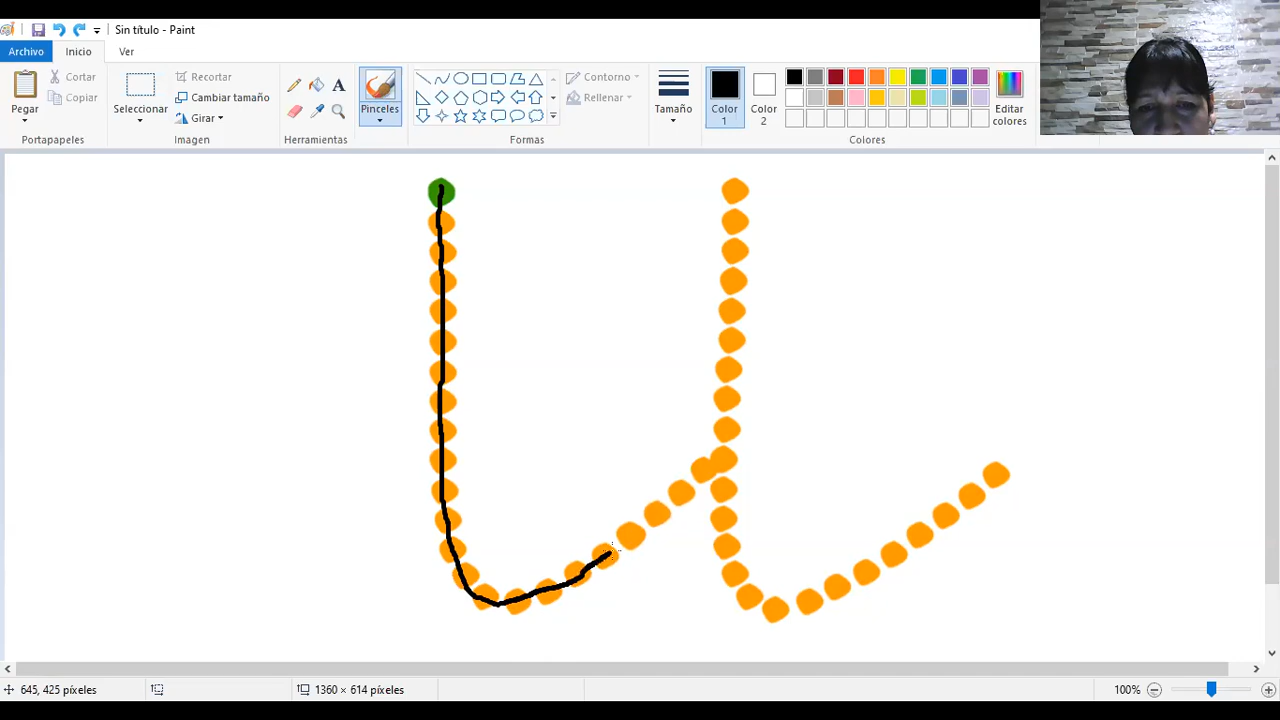 Sin título - Paint
Archivo Inicio Ver
Pegar
Cortar
Copiar
Portapapeles
Seleccionar
Recortar
Cambiar tamaño
Girar
Imagen
A
Herramientas
Pinceles
Contorno
Rellenar
Formas
Tamaño
Color 1
Color 2
Editar colores
Colores
u
645, 425 píxeles
1360 × 614 píxeles
100%